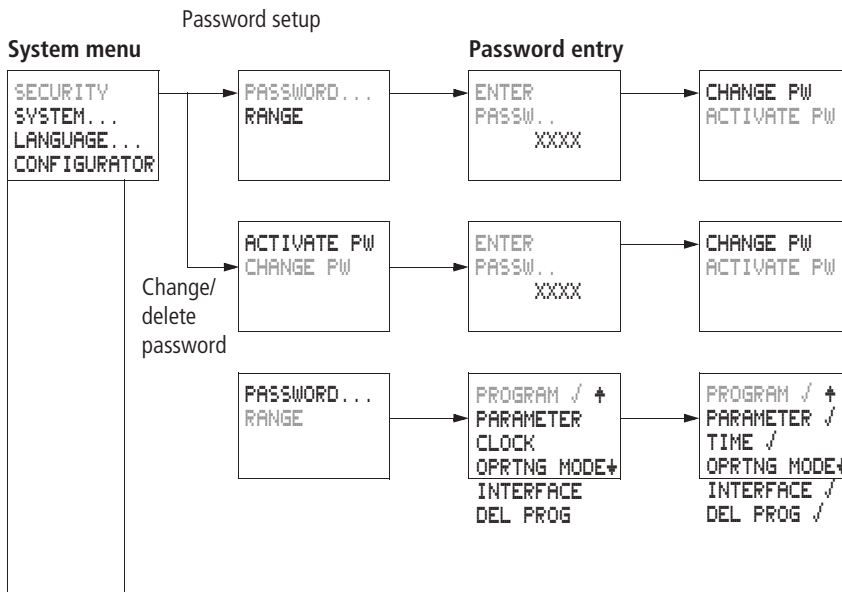 Password setup
System menu
Password entry
SECURITY
SYSTEM...
LANGUAGE...
CONFIGURATOR
PASSWORD...
RANGE
ENTER
PASSW..
XXXX
CHANGE PW
ACTIVATE PW
Change/
delete
password
ACTIVATE PW
CHANGE PW
ENTER
PASSW..
XXXX
CHANGE PW
ACTIVATE PW
PASSWORD...
RANGE
PROGRAM √ ↑
PARAMETER
CLOCK
OPRTNG MODE↓
INTERFACE
DEL PROG
PROGRAM √ ↑
PARAMETER √
TIME √
OPRTNG MODE↓
INTERFACE √
DEL PROG √